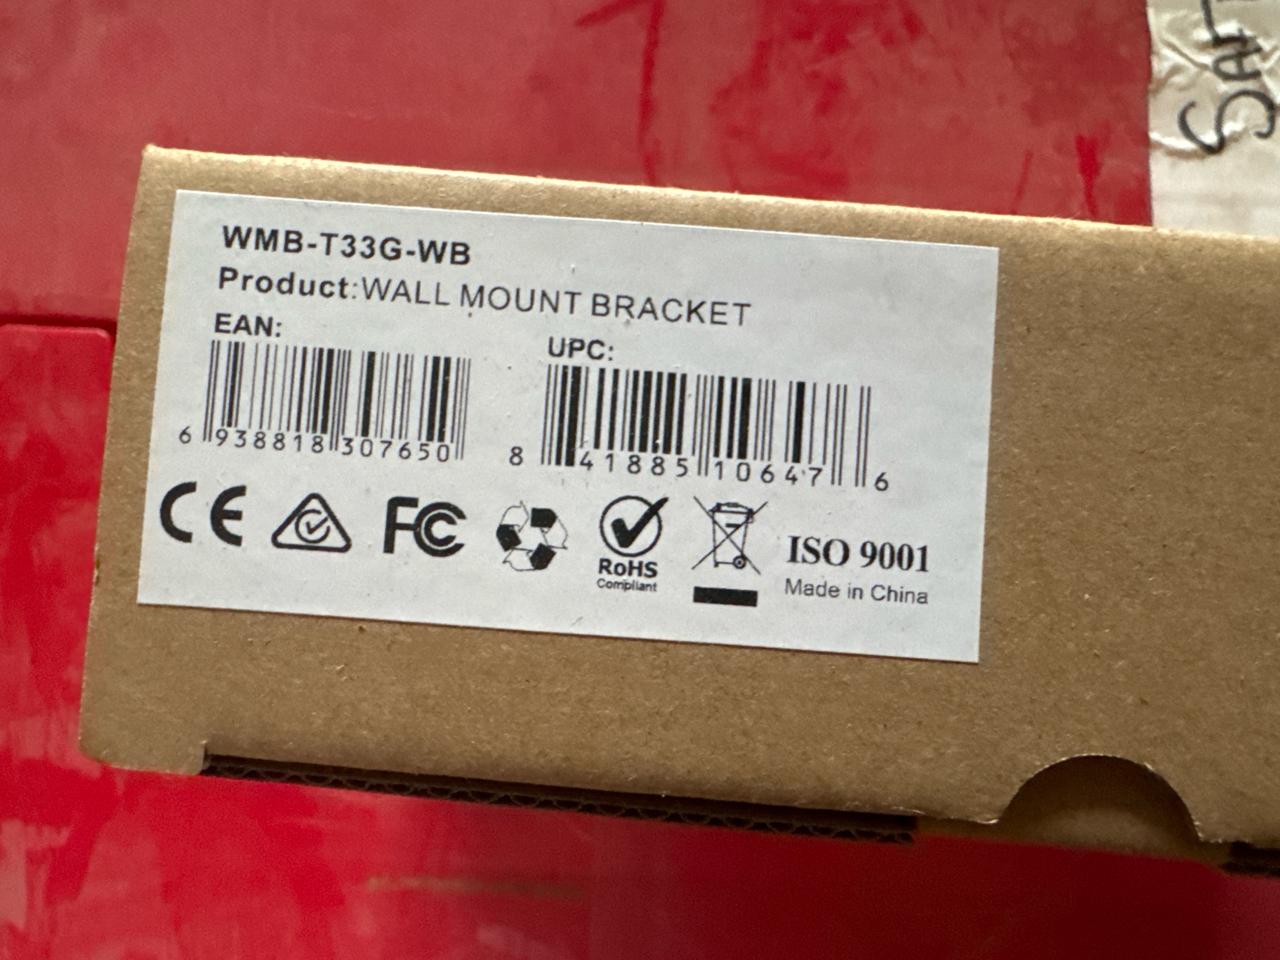 WMB-T33G-WB
Product:WALL MOUNT BRACKET
EAN:
UPC:
6 938818 307650
8 41885 10647 6
CE
FC
RoHS
Compliant
ISO 9001
Made in China